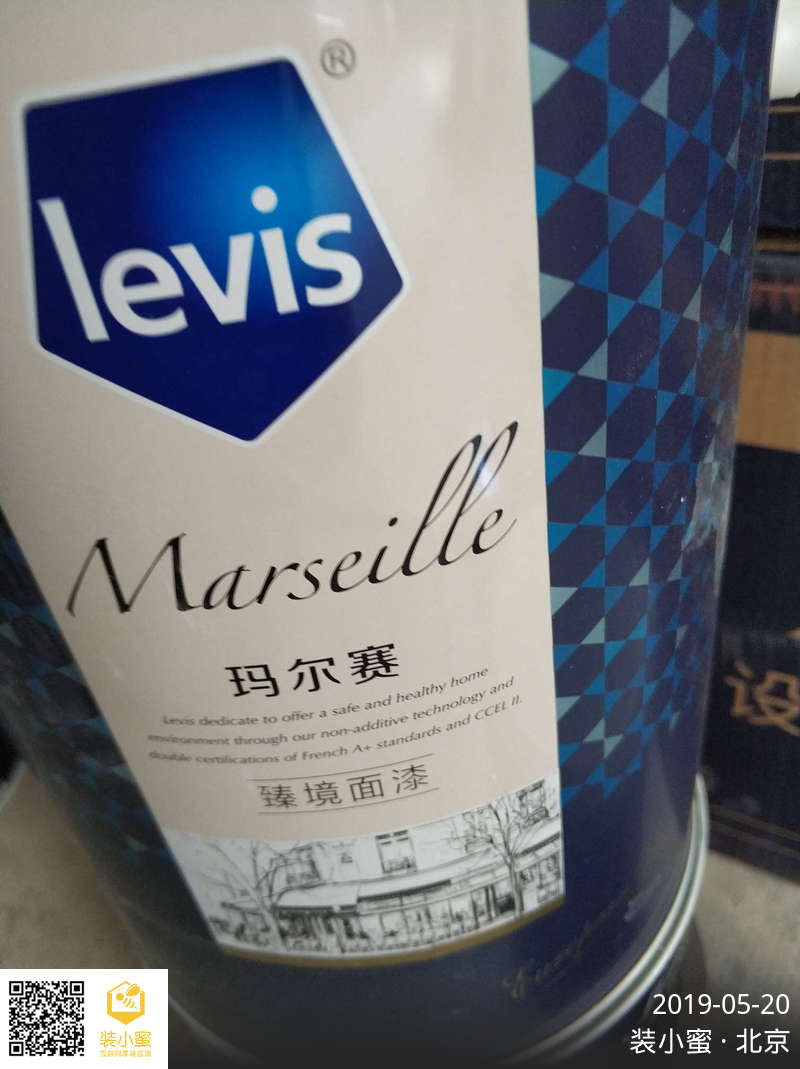 ®
levis
Marseille
玛尔赛
Levis dedicate to offer a safe and healthy home
environment through our non-additive technology and
double certifications of French A+ standards and CCEL II.
臻境面漆
设
装小蜜
2019-05-20
装小蜜 · 北京